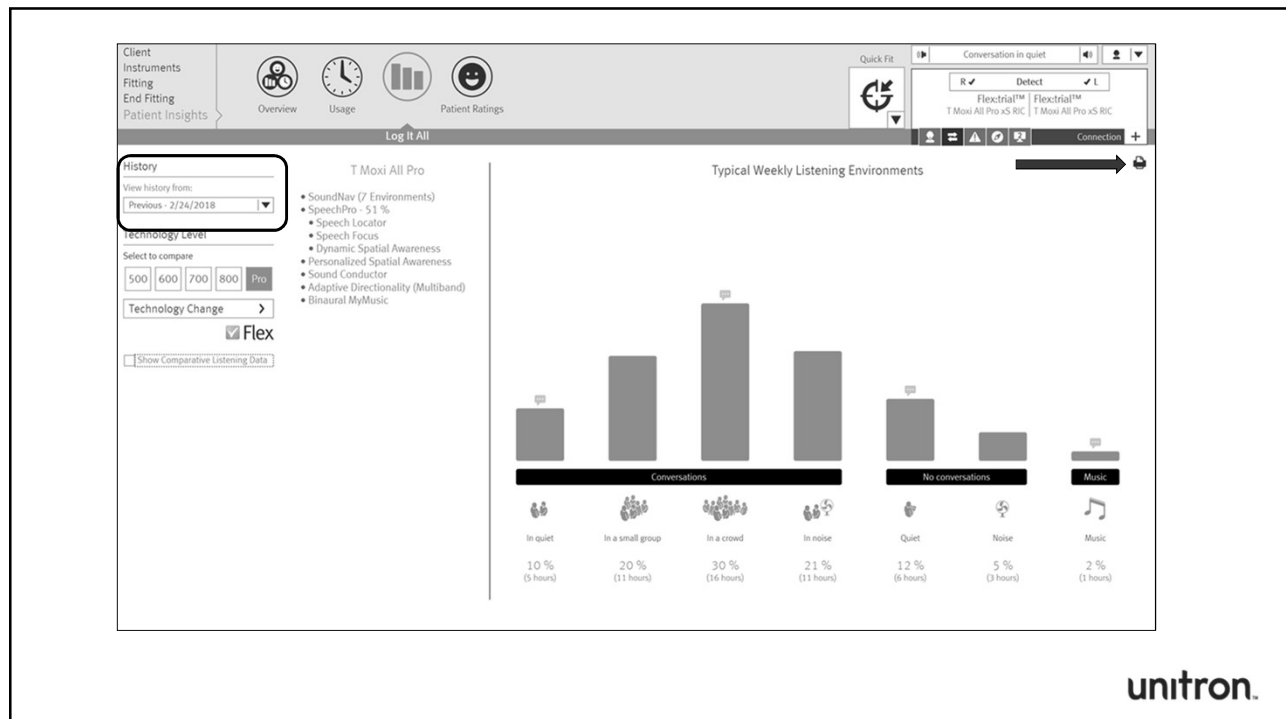 Client
Instruments
Fitting
End Fitting
Patient Insights
Overview
Usage
Log It All
Patient Ratings
Quick Fit
Conversation in quiet
R ✔ Detect ✔ L
Flex:trial™ Flex:trial™
T Moxi All Pro xS RIC T Moxi All Pro xS RIC
Connection +
History
View history from:
Previous - 2/24/2018
Technology Level
Select to compare
500 600 700 800 Pro
Technology Change >
Flex
Show Comparative Listening Data
T Moxi All Pro
• SoundNav (7 Environments)
• SpeechPro - 51 %
• Speech Locator
• Speech Focus
• Dynamic Spatial Awareness
• Personalized Spatial Awareness
• Sound Conductor
• Adaptive Directionality (Multiband)
• Binaural MyMusic
Typical Weekly Listening Environments
Conversations No conversations Music
In quiet In a small group In a crowd In noise Quiet Noise Music
10 % 20 % 30 % 21 % 12 % 5 % 2 %
(5 hours) (11 hours) (16 hours) (11 hours) (6 hours) (3 hours) (1 hours)
unitron™